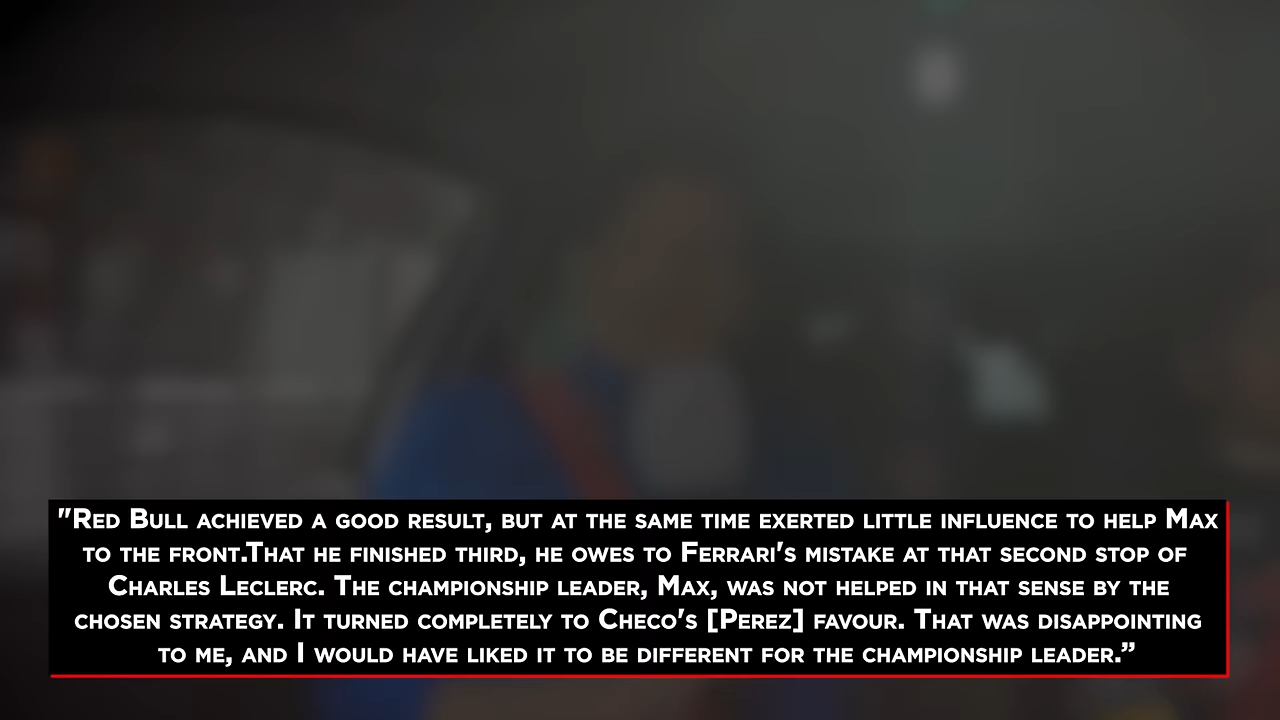 "Red Bull achieved a good result, but at the same time exerted little influence to help Max
to the front.That he finished third, he owes to Ferrari's mistake at that second stop of
Charles Leclerc. The championship leader, Max, was not helped in that sense by the
chosen strategy. It turned completely to Checo's [Perez] favour. That was disappointing
to me, and I would have liked it to be different for the championship leader.”